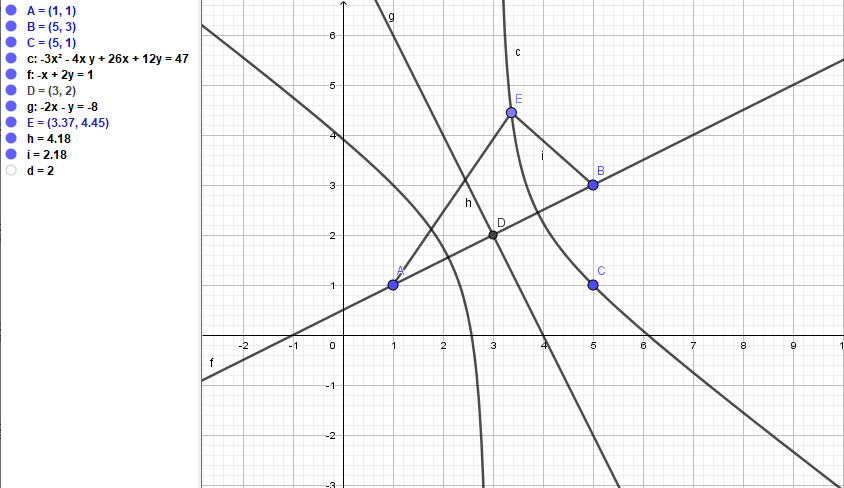 A = (1, 1)
B = (5, 3)
C = (5, 1)
c: -3x² - 4x y + 26x + 12y = 47
f: -x + 2y = 1
D = (3, 2)
g: -2x - y = -8
E = (3.37, 4.45)
h = 4.18
i = 2.18
d = 2
g
6
c
5
E
4
i
B
3
h
D
2
A
C
1
-2 -1 0 1 2 3 4 5 6 7 8 9 1
f
-1
-2
-3